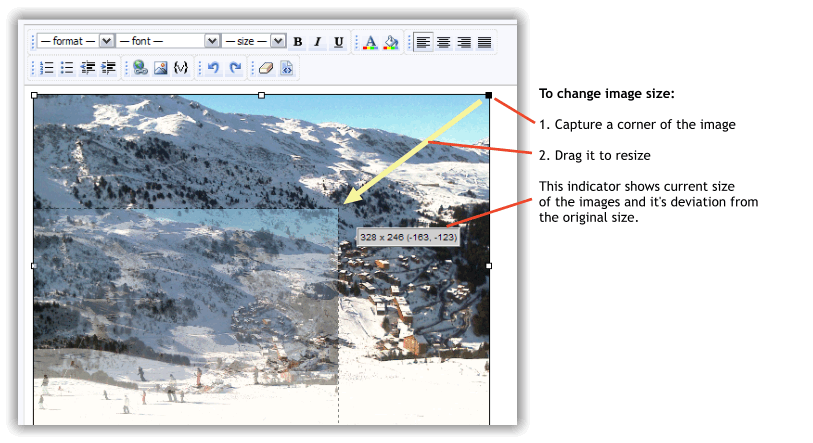 — format — — font — — size — B I U A
To change image size:
1. Capture a corner of the image
2. Drag it to resize
This indicator shows current size
of the images and it's deviation from
the original size.
328 x 246 (-163, -123)